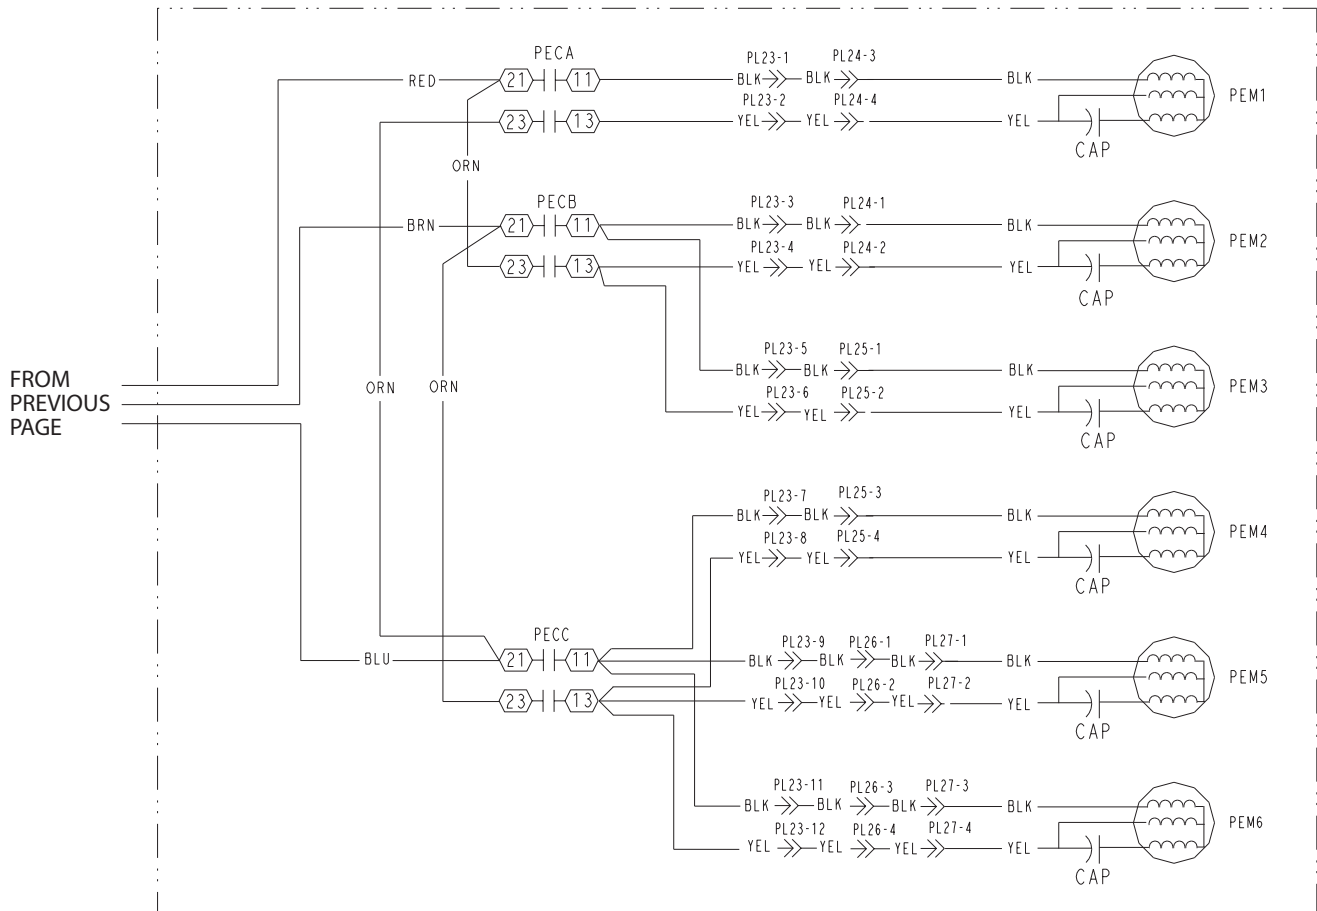 PECA
PL23-1 PL24-3
RED 21 11 BLK BLK BLK PEM1
PL23-2 PL24-4
23 13 YEL YEL YEL
CAP
ORN
PECB
PL23-3 PL24-1
BRN 21 11 BLK BLK BLK PEM2
PL23-4 PL24-2
23 13 YEL YEL YEL
CAP
PL23-5 PL25-1
FROM
PREVIOUS
PAGE
ORN ORN BLK BLK BLK PEM3
PL23-6 PL25-2
YEL YEL YEL
CAP
PL23-7 PL25-3
BLK BLK BLK PEM4
PL23-8 PL25-4
YEL YEL YEL
CAP
PECC
PL23-9 PL26-1 PL27-1
BLU 21 11 BLK BLK BLK BLK PEM5
PL23-10 PL26-2 PL27-2
23 13 YEL YEL YEL YEL
CAP
PL23-11 PL26-3 PL27-3
BLK BLK BLK BLK PEM6
PL23-12 PL26-4 PL27-4
YEL YEL YEL YEL
CAP